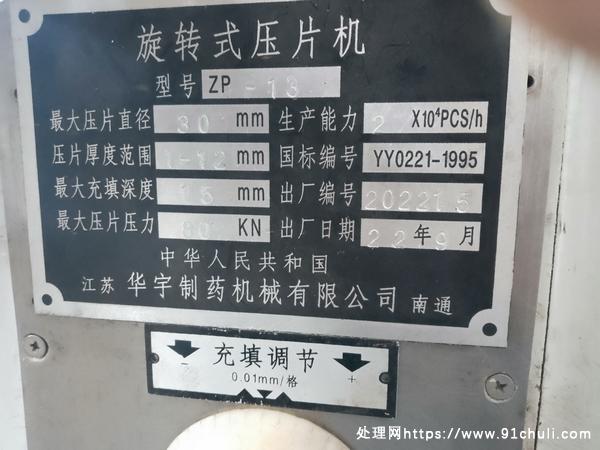 旋转式压片机
型号 ZP -13
最大压片直径 30 mm 生产能力 2 X10⁴PCS/h
压片厚度范围 1-12 mm 国标编号 YY0221-1995
最大充填深度 15 mm 出厂编号 202215
最大压片压力 80 KN 出厂日期 22年9月
中华人民共和国
江苏 华宇制药机械有限公司 南通
充填调节
- 0.01mm/格 +
处理网https://www.91chuli.com/